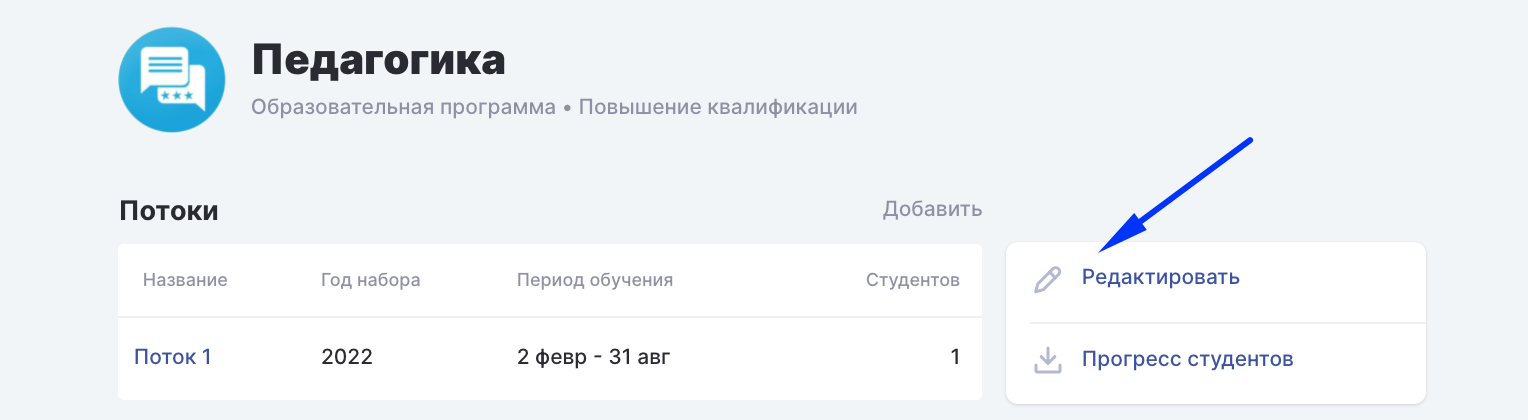 Педагогика
Образовательная программа • Повышение квалификации
Потоки
Добавить
Название Год набора Период обучения Студентов
Поток 1 2022 2 февр - 31 авг 1
Редактировать
Прогресс студентов